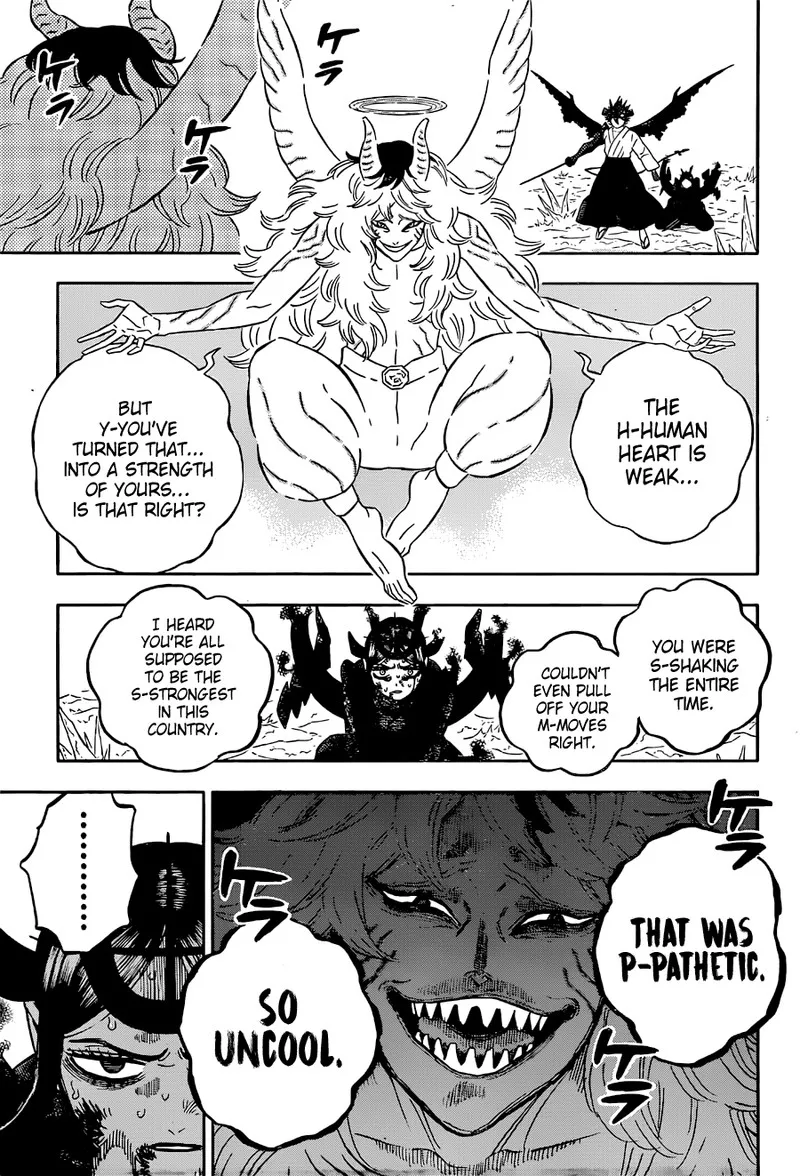 ケラ
ケラ
ケラ
THE
H-HUMAN
HEART IS
WEAK...
BUT
Y-YOU'VE
TURNED THAT...
INTO A STRENGTH
OF YOURS...
IS THAT RIGHT?
YOU WERE
S-SHAKING
THE ENTIRE
TIME.
COULDN'T
EVEN PULL
OFF YOUR
M-MOVES
RIGHT.
I HEARD
YOU'RE ALL
SUPPOSED
TO BE THE
S-STRONGEST
IN THIS
COUNTRY.
ケラ
THAT WAS
P-PATHETIC.
ケラ
ケラ
SO
UNCOOL.
.........